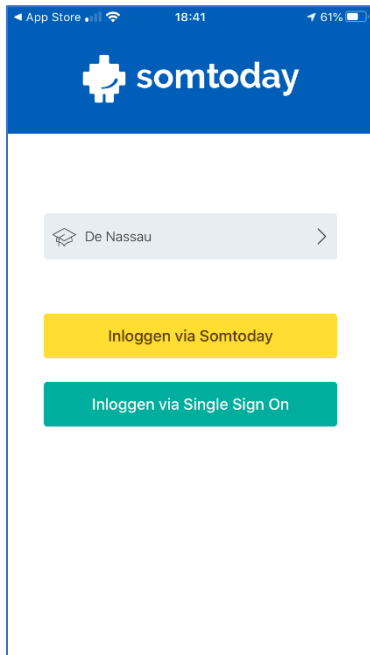 App Store 18:41 61%
somtoday
De Nassau
Inloggen via Somtoday
Inloggen via Single Sign On